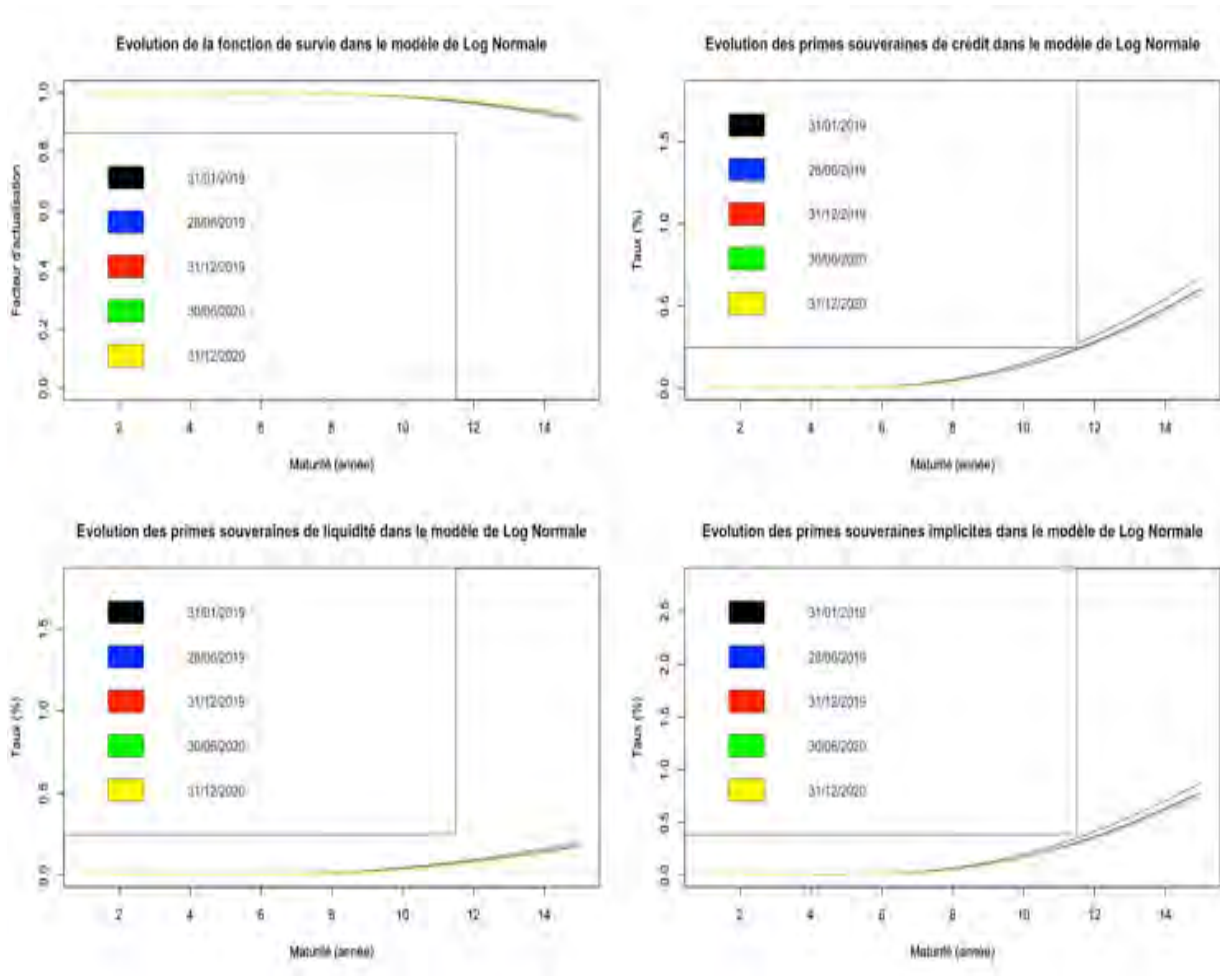 Evolution de la fonction de survie dans le modèle de Log Normale
Facteur d'actualisation
0.0 0.2 0.4 0.6 0.8 1.0
31/01/2019
28/06/2019
31/12/2019
30/06/2020
31/12/2020
2 4 6 8 10 12 14
Maturité (année)
Evolution des primes souveraines de crédit dans le modèle de Log Normale
Taux (%)
0.0 0.5 1.0 1.5
31/01/2019
28/06/2019
31/12/2019
30/06/2020
31/12/2020
2 4 6 8 10 12 14
Maturité (année)
Evolution des primes souveraines de liquidité dans le modèle de Log Normale
Taux (%)
0.0 0.5 1.0 1.5
31/01/2019
28/06/2019
31/12/2019
30/06/2020
31/12/2020
2 4 6 8 10 12 14
Maturité (année)
Evolution des primes souveraines implicites dans le modèle de Log Normale
Taux (%)
0.0 0.5 1.0 1.5 2.0 2.5
31/01/2019
28/06/2019
31/12/2019
30/06/2020
31/12/2020
2 4 6 8 10 12 14
Maturité (année)